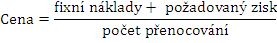 Cena = fixní náklady + požadovaný zisk
počet přenocování